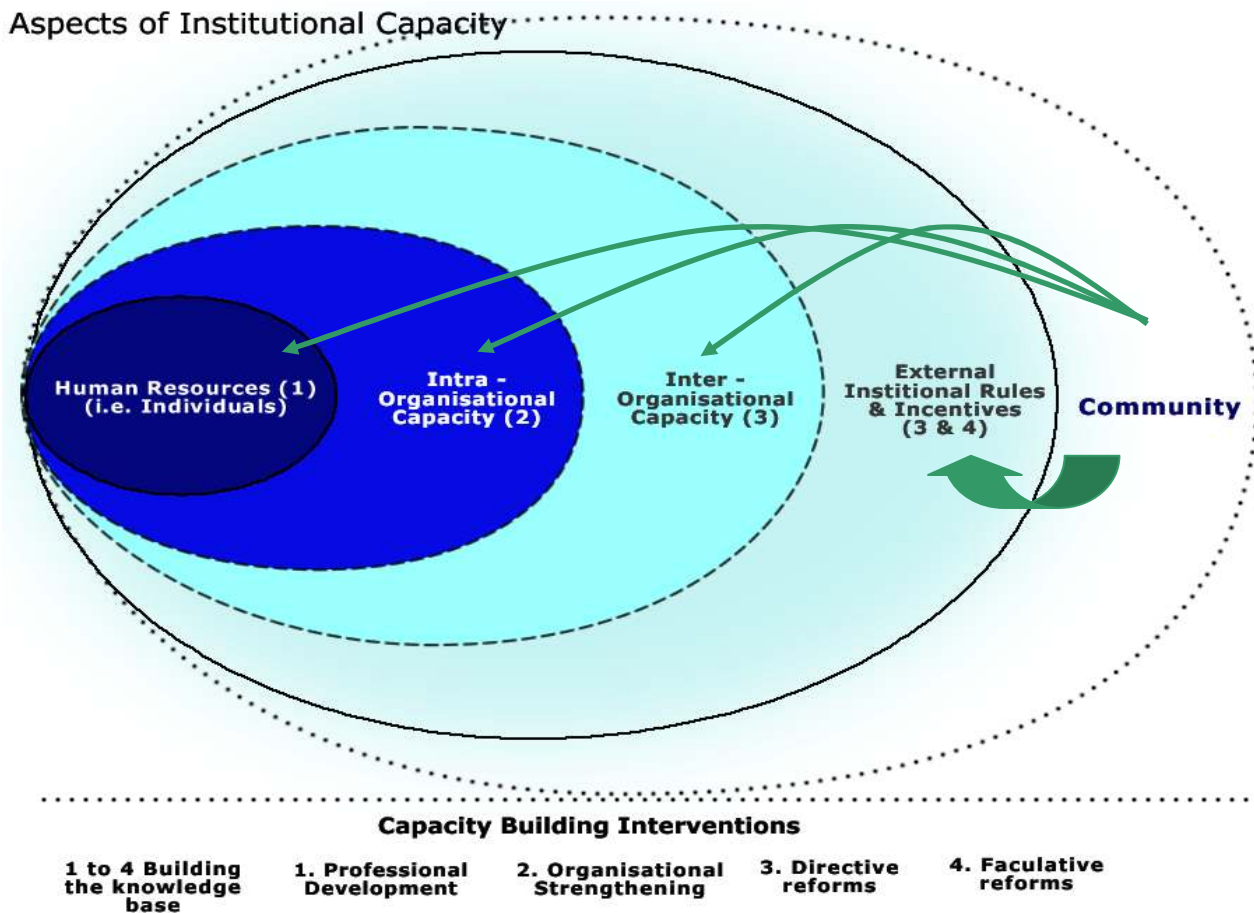 Aspects of Institutional Capacity
Human Resources (1)
(i.e. Individuals)
Intra -
Organisational
Capacity (2)
Inter -
Organisational
Capacity (3)
External
Institional Rules
& Incentives
(3 & 4)
Community
Capacity Building Interventions
1 to 4 Building
the knowledge
base
1. Professional
Development
2. Organisational
Strengthening
3. Directive
reforms
4. Faculative
reforms